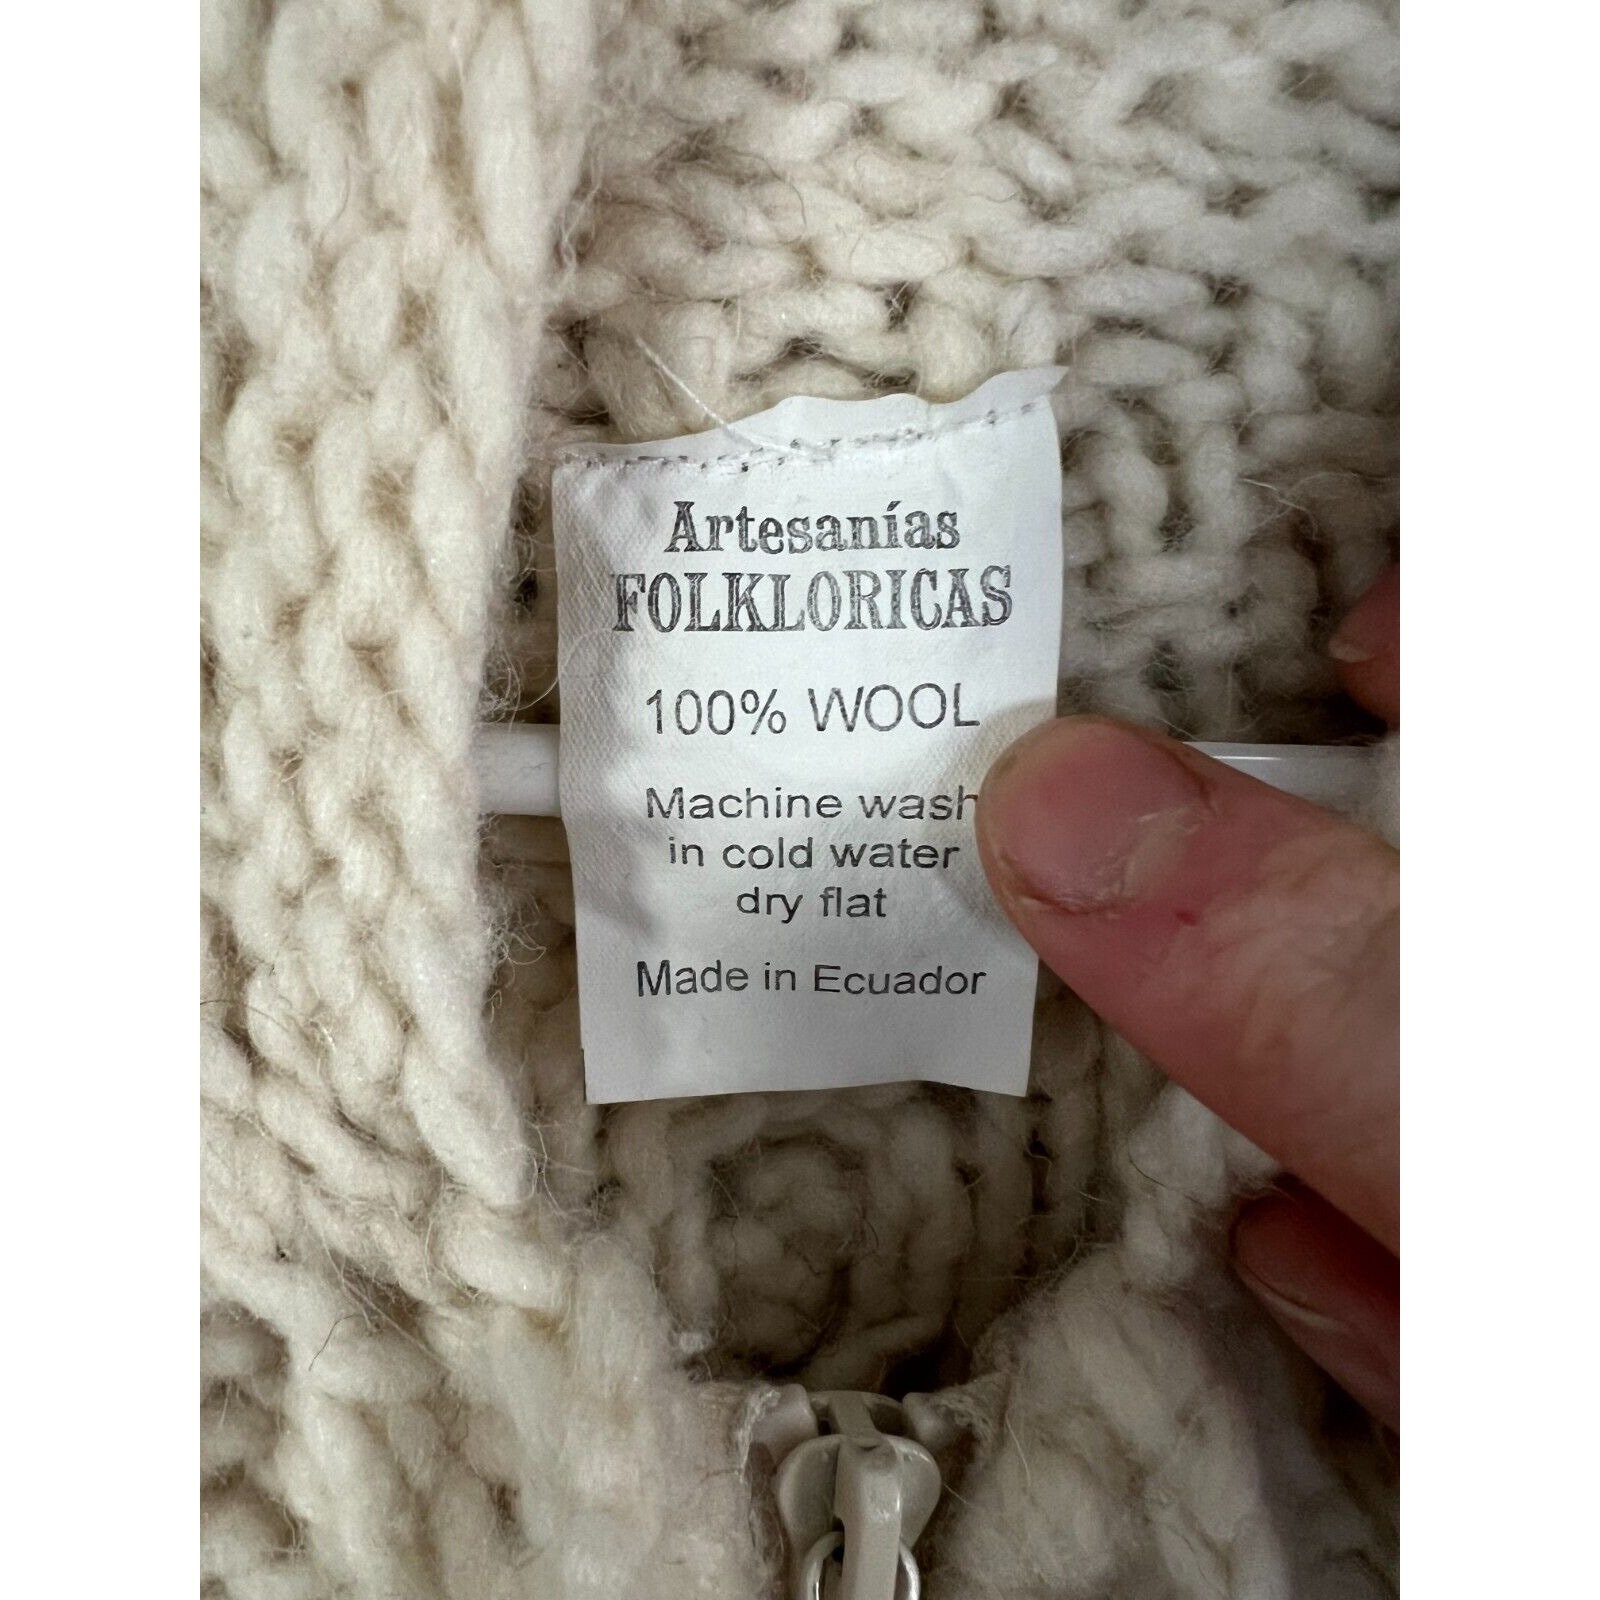 Artesanías
FOLKLORICAS
100% WOOL
Machine wash
in cold water
dry flat
Made in Ecuador